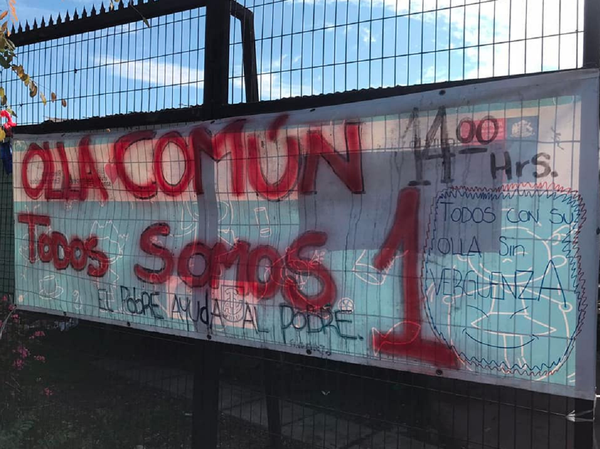 OLLA COMÚN 14 00 Hrs.
Todos Somos 1
EL PobRE AYUdA AL PobRE.
TODOS CON SU
OLLA Sin
VERGÜENZA